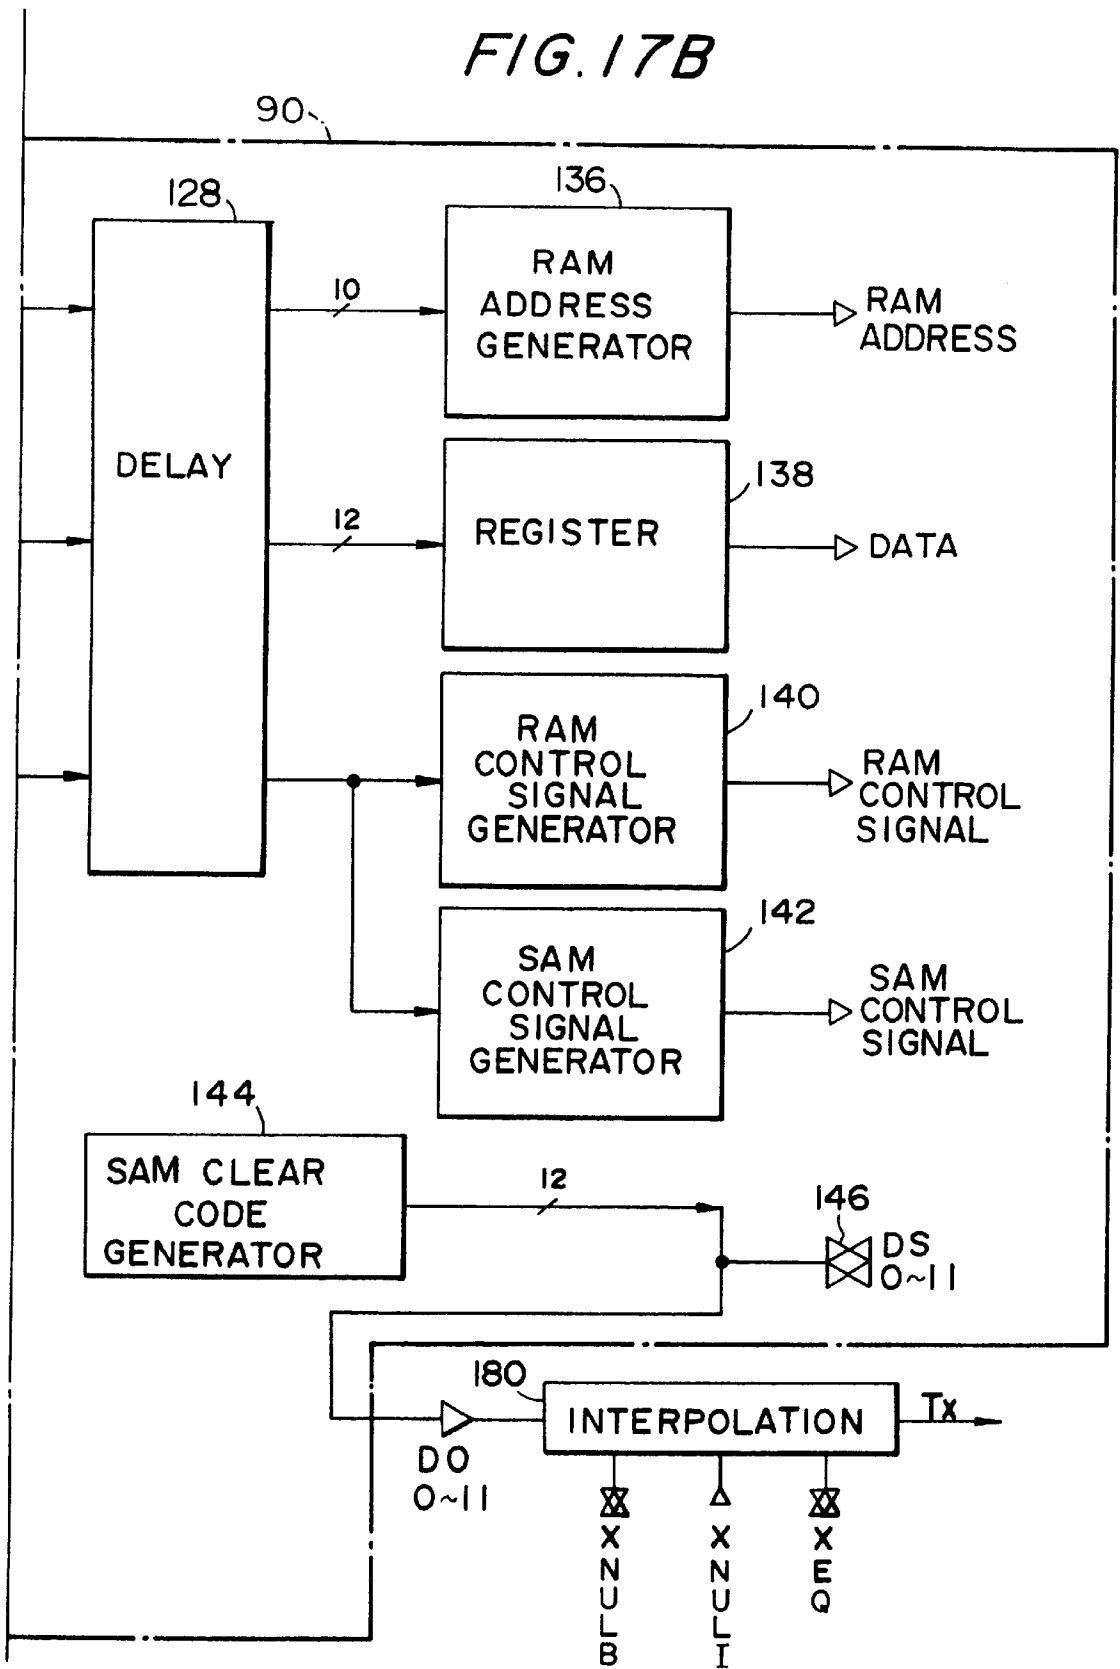 FIG. 17B
90
128
136
DELAY
10
RAM
ADDRESS
GENERATOR
RAM
ADDRESS
12
REGISTER
138
DATA
RAM
CONTROL
SIGNAL
GENERATOR
140
RAM
CONTROL
SIGNAL
SAM
CONTROL
SIGNAL
GENERATOR
142
SAM
CONTROL
SIGNAL
144
SAM CLEAR
CODE
GENERATOR
12
146
DS
0~11
180
INTERPOLATION
Tx
DO
0~11
XNULB
XNULI
XEQ